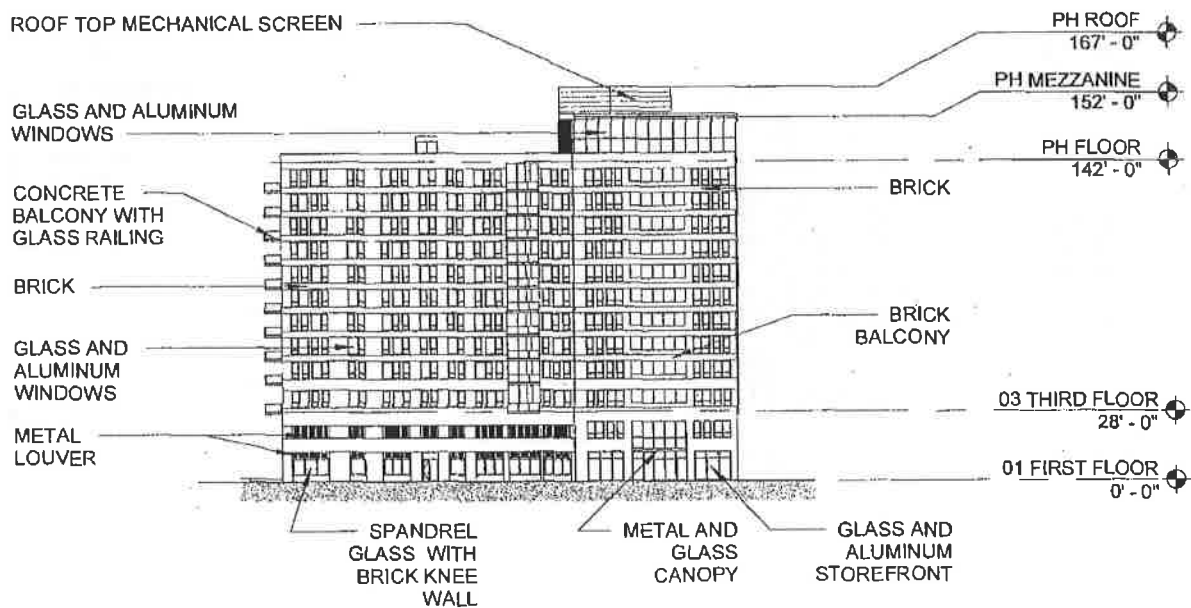 ROOF TOP MECHANICAL SCREEN
GLASS AND ALUMINUM
WINDOWS
CONCRETE
BALCONY WITH
GLASS RAILING
BRICK
GLASS AND
ALUMINUM
WINDOWS
METAL
LOUVER
PH ROOF
167' - 0"
PH MEZZANINE
152' - 0"
PH FLOOR
142' - 0"
BRICK
BRICK
BALCONY
03 THIRD FLOOR
28' - 0"
01 FIRST FLOOR
0' - 0"
SPANDREL
GLASS WITH
BRICK KNEE
WALL
METAL AND
GLASS
CANOPY
GLASS AND
ALUMINUM
STOREFRONT